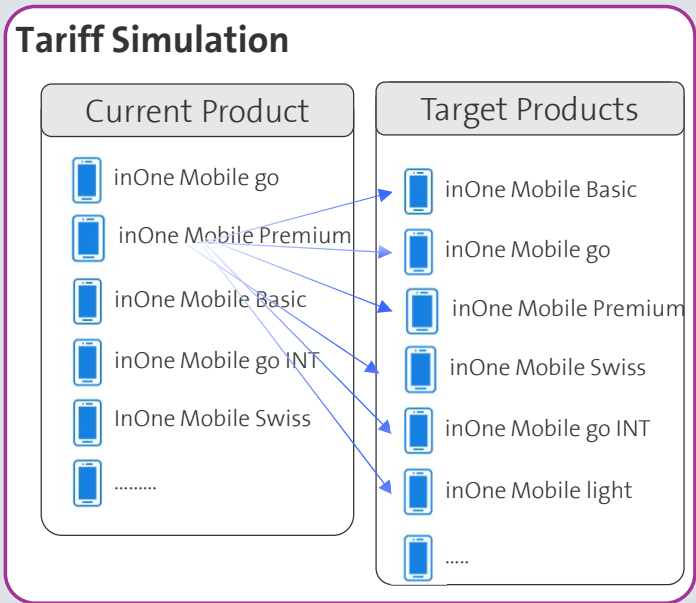 Tariff Simulation
Current Product
inOne Mobile go
inOne Mobile Premium
inOne Mobile Basic
inOne Mobile go INT
InOne Mobile Swiss
.........
Target Products
inOne Mobile Basic
inOne Mobile go
inOne Mobile Premium
inOne Mobile Swiss
inOne Mobile go INT
inOne Mobile light
.....